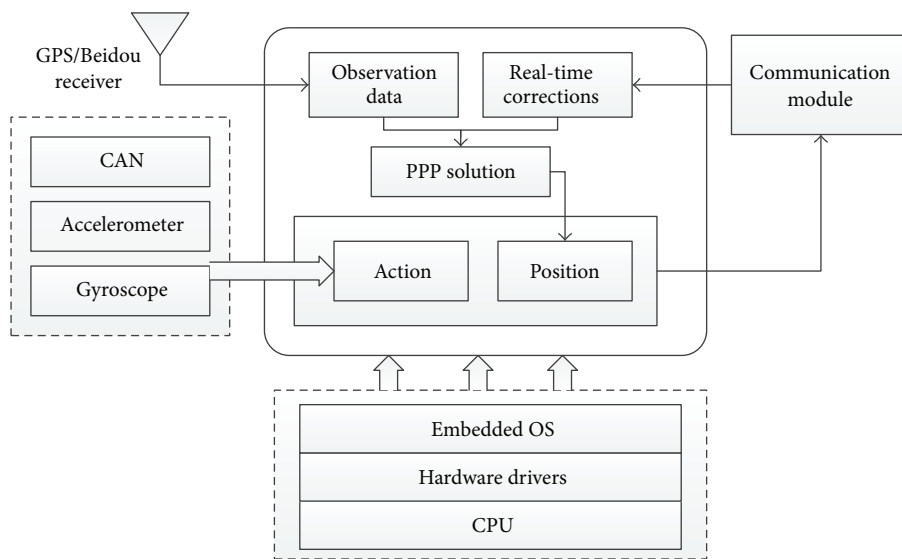 GPS/Beidou
receiver
Observation
data
Real-time
corrections
Communication
module
CAN
Accelerometer
Gyroscope
PPP solution
Action
Position
Embedded OS
Hardware drivers
CPU